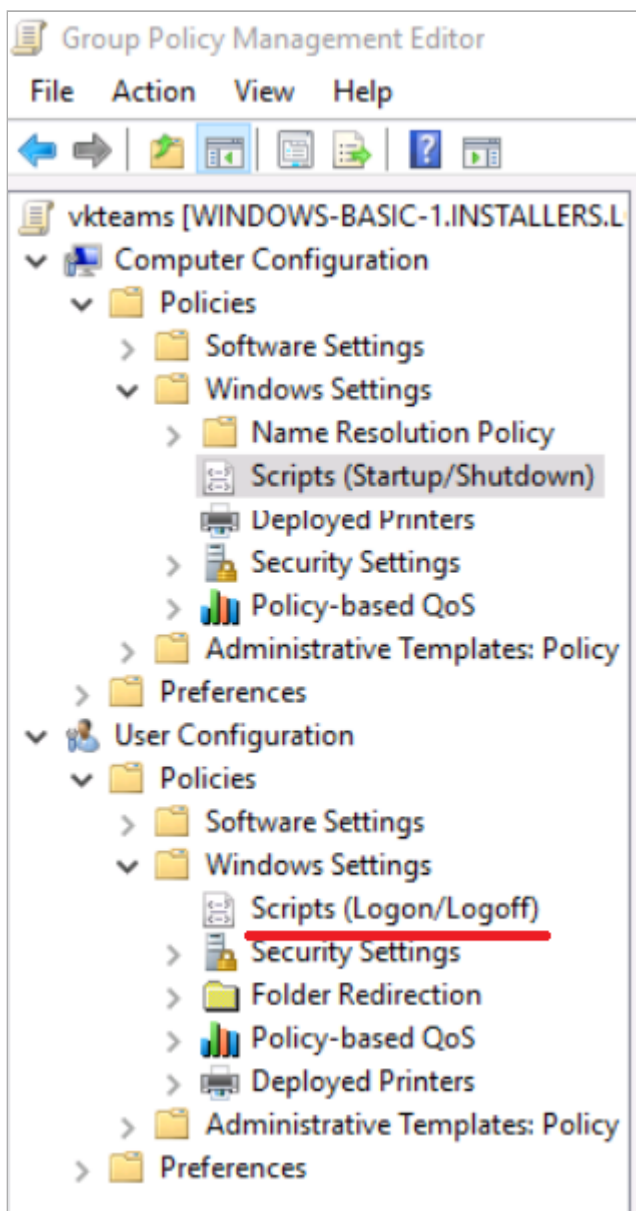 Group Policy Management Editor
File Action View Help
vkteams [WINDOWS-BASIC-1.INSTALLERS.L
Computer Configuration
Policies
Software Settings
Windows Settings
Name Resolution Policy
Scripts (Startup/Shutdown)
Deployed Printers
Security Settings
Policy-based QoS
Administrative Templates: Policy
Preferences
User Configuration
Policies
Software Settings
Windows Settings
Scripts (Logon/Logoff)
Security Settings
Folder Redirection
Policy-based QoS
Deployed Printers
Administrative Templates: Policy
Preferences